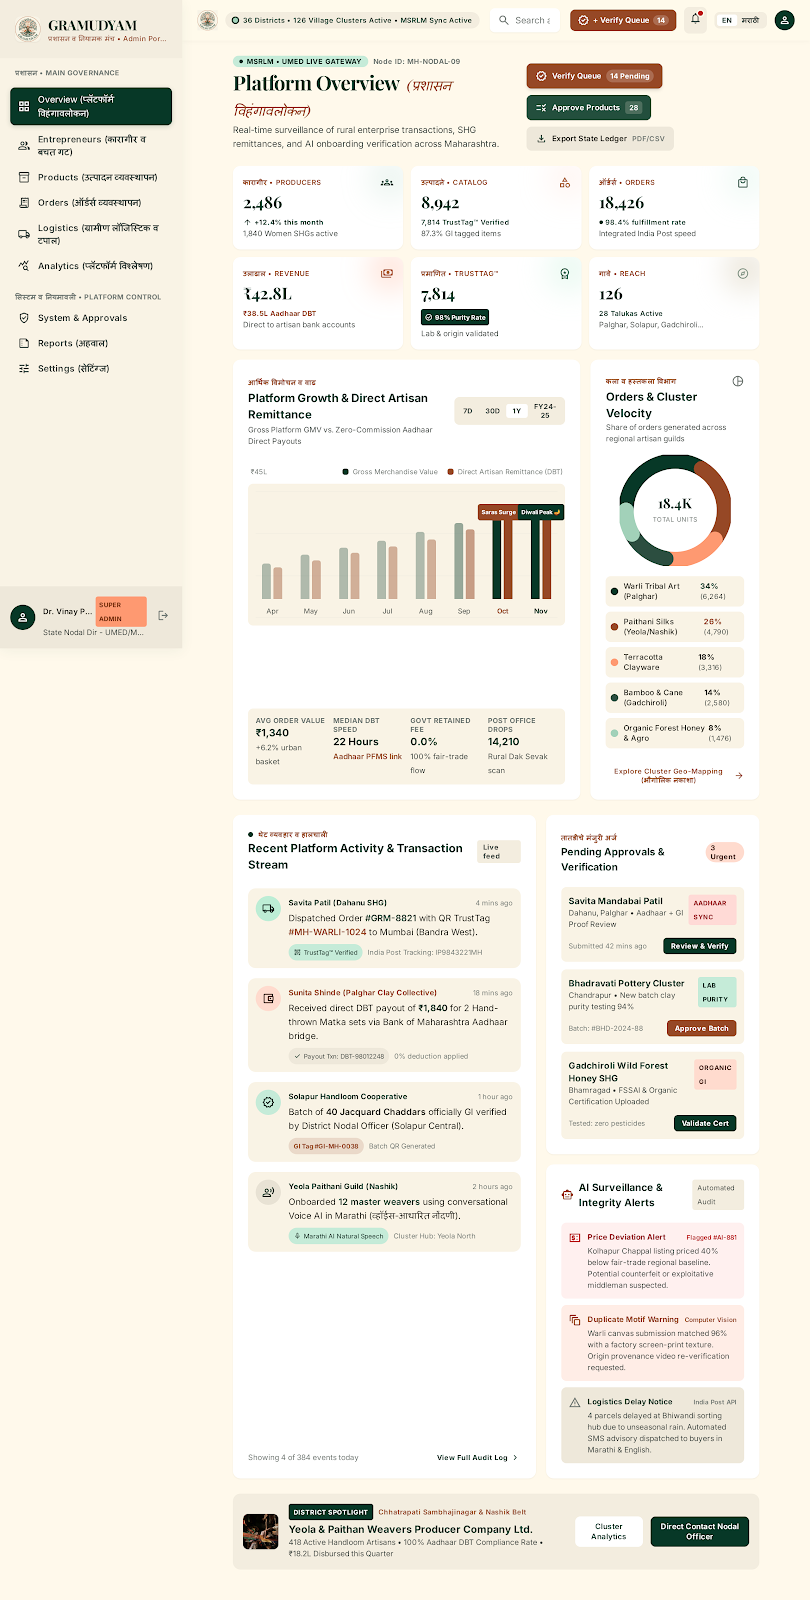 GRAMUDYAM
प्रशासन व नियामक मंच • Admin Por...
प्रशासन • MAIN GOVERNANCE
Overview (प्लॅटफॉर्म
विहंगावलोकन)
Entrepreneurs (कारागीर व
बचत गट)
Products (उत्पादन व्यवस्थापन)
Orders (ऑर्डर्स व्यवस्थापन)
Logistics (ग्रामीण लॉजिस्टिक व
टपाल)
Analytics (प्लॅटफॉर्म विश्लेषण)
सिस्टम व नियमावली • PLATFORM CONTROL
System & Approvals
Reports (अहवाल)
Settings (सेटिंग्ज)
Dr. Vinay P...
SUPER
ADMIN
State Nodal Dir - UMED/M...
36 Districts • 126 Village Clusters Active • MSRLM Sync Active
Search a
+ Verify Queue 14
EN मराठी
• MSRLM • UMED LIVE GATEWAY Node ID: MH-NODAL-09
Platform Overview (प्रशासन
विहंगावलोकन)
Real-time surveillance of rural enterprise transactions, SHG
remittances, and AI onboarding verification across Maharashtra.
Verify Queue 14 Pending
Approve Products 28
Export State Ledger PDF/CSV
कारागीर • PRODUCERS
2,486
+12.4% this month
1,840 Women SHGs active
उत्पादने • CATALOG
8,942
7,814 TrustTag™ Verified
87.3% GI tagged items
ऑर्डर्स • ORDERS
18,426
• 98.4% fulfillment rate
Integrated India Post speed
उलाढाल • REVENUE
₹42.8L
₹38.5L Aadhaar DBT
Direct to artisan bank accounts
प्रमाणित • TRUSTTAG™
7,814
98% Purity Rate
Lab & origin validated
गावे • REACH
126
28 Talukas Active
Palghar, Solapur, Gadchiroli...
आर्थिक विमोचन व वाढ
Platform Growth & Direct Artisan
Remittance
Gross Platform GMV vs. Zero-Commission Aadhaar
Direct Payouts
7D 30D 1Y FY24-
25
₹45L
Gross Merchandise Value
Direct Artisan Remittance (DBT)
Saras Surge
Diwali Peak 🪔
Apr May Jun Jul Aug Sep Oct Nov
AVG ORDER VALUE
₹1,340
+6.2% urban
basket
MEDIAN DBT
SPEED
22 Hours
Aadhaar PFMS link
GOVT RETAINED
FEE
0.0%
100% fair-trade
flow
POST OFFICE
DROPS
14,210
Rural Dak Sevak
scan
कला व हस्तकला विभाग
Orders & Cluster
Velocity
Share of orders generated across
regional artisan guilds
18.4K
TOTAL UNITS
Warli Tribal Art 34%
(Palghar) (6,264)
Paithani Silks 26%
(Yeola/Nashik) (4,790)
Terracotta 18%
Clayware (3,316)
Bamboo & Cane 14%
(Gadchiroli) (2,580)
Organic Forest Honey 8%
& Agro (1,476)
Explore Cluster Geo-Mapping
(भौगोलिक नकाशा)
• थेट व्यवहार व हालचाली
Recent Platform Activity & Transaction
Stream
Live
feed
Savita Patil (Dahanu SHG) 4 mins ago
Dispatched Order #GRM-8821 with QR TrustTag
#MH-WARLI-1024 to Mumbai (Bandra West).
TrustTag™ Verified India Post Tracking: IP9843221MH
Sunita Shinde (Palghar Clay Collective) 18 mins ago
Received direct DBT payout of ₹1,840 for 2 Hand-
thrown Matka sets via Bank of Maharashtra Aadhaar
bridge.
Payout Txn: DBT-98012248 0% deduction applied
Solapur Handloom Cooperative 1 hour ago
Batch of 40 Jacquard Chaddars officially GI verified
by District Nodal Officer (Solapur Central).
GI Tag #GI-MH-0038 Batch QR Generated
Yeola Paithani Guild (Nashik) 2 hours ago
Onboarded 12 master weavers using conversational
Voice AI in Marathi (व्हॉईस-आधारित नोंदणी).
Marathi AI Natural Speech Cluster Hub: Yeola North
Showing 4 of 384 events today
View Full Audit Log
तातडीचे मंजुरी अर्ज
Pending Approvals &
Verification
3
Urgent
Savita Mandabai Patil
Dahanu, Palghar • Aadhaar + GI
Proof Review
AADHAAR
SYNC
Submitted 42 mins ago
Review & Verify
Bhadravati Pottery Cluster
Chandrapur • New batch clay
purity testing 94%
LAB
PURITY
Batch: #BHD-2024-88
Approve Batch
Gadchiroli Wild Forest
Honey SHG
Bhamragad • FSSAI & Organic
Certification Uploaded
ORGANIC
GI
Tested: zero pesticides
Validate Cert
AI Surveillance &
Integrity Alerts
Automated
Audit
Price Deviation Alert Flagged #AI-881
Kolhapur Chappal listing priced 40%
below fair-trade regional baseline.
Potential counterfeit or exploitative
middleman suspected.
Duplicate Motif Warning Computer Vision
Warli canvas submission matched 96%
with a factory screen-print texture.
Origin provenance video re-verification
requested.
Logistics Delay Notice India Post API
4 parcels delayed at Bhiwandi sorting
hub due to unseasonal rain. Automated
SMS advisory dispatched to buyers in
Marathi & English.
DISTRICT SPOTLIGHT Chhatrapati Sambhajinagar & Nashik Belt
Yeola & Paithan Weavers Producer Company Ltd.
418 Active Handloom Artisans • 100% Aadhaar DBT Compliance Rate •
₹18.2L Disbursed this Quarter
Cluster
Analytics
Direct Contact Nodal
Officer